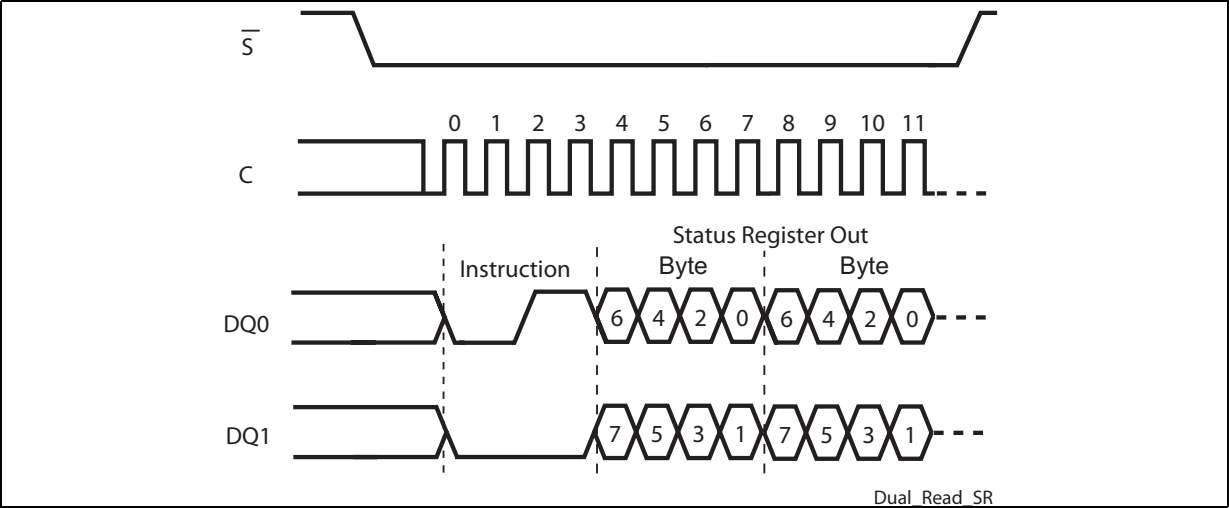 S
0 1 2 3 4 5 6 7 8 9 10 11
C
Status Register Out
Instruction Byte Byte
DQ0 6 4 2 0 6 4 2 0
DQ1 7 5 3 1 7 5 3 1
Dual_Read_SR